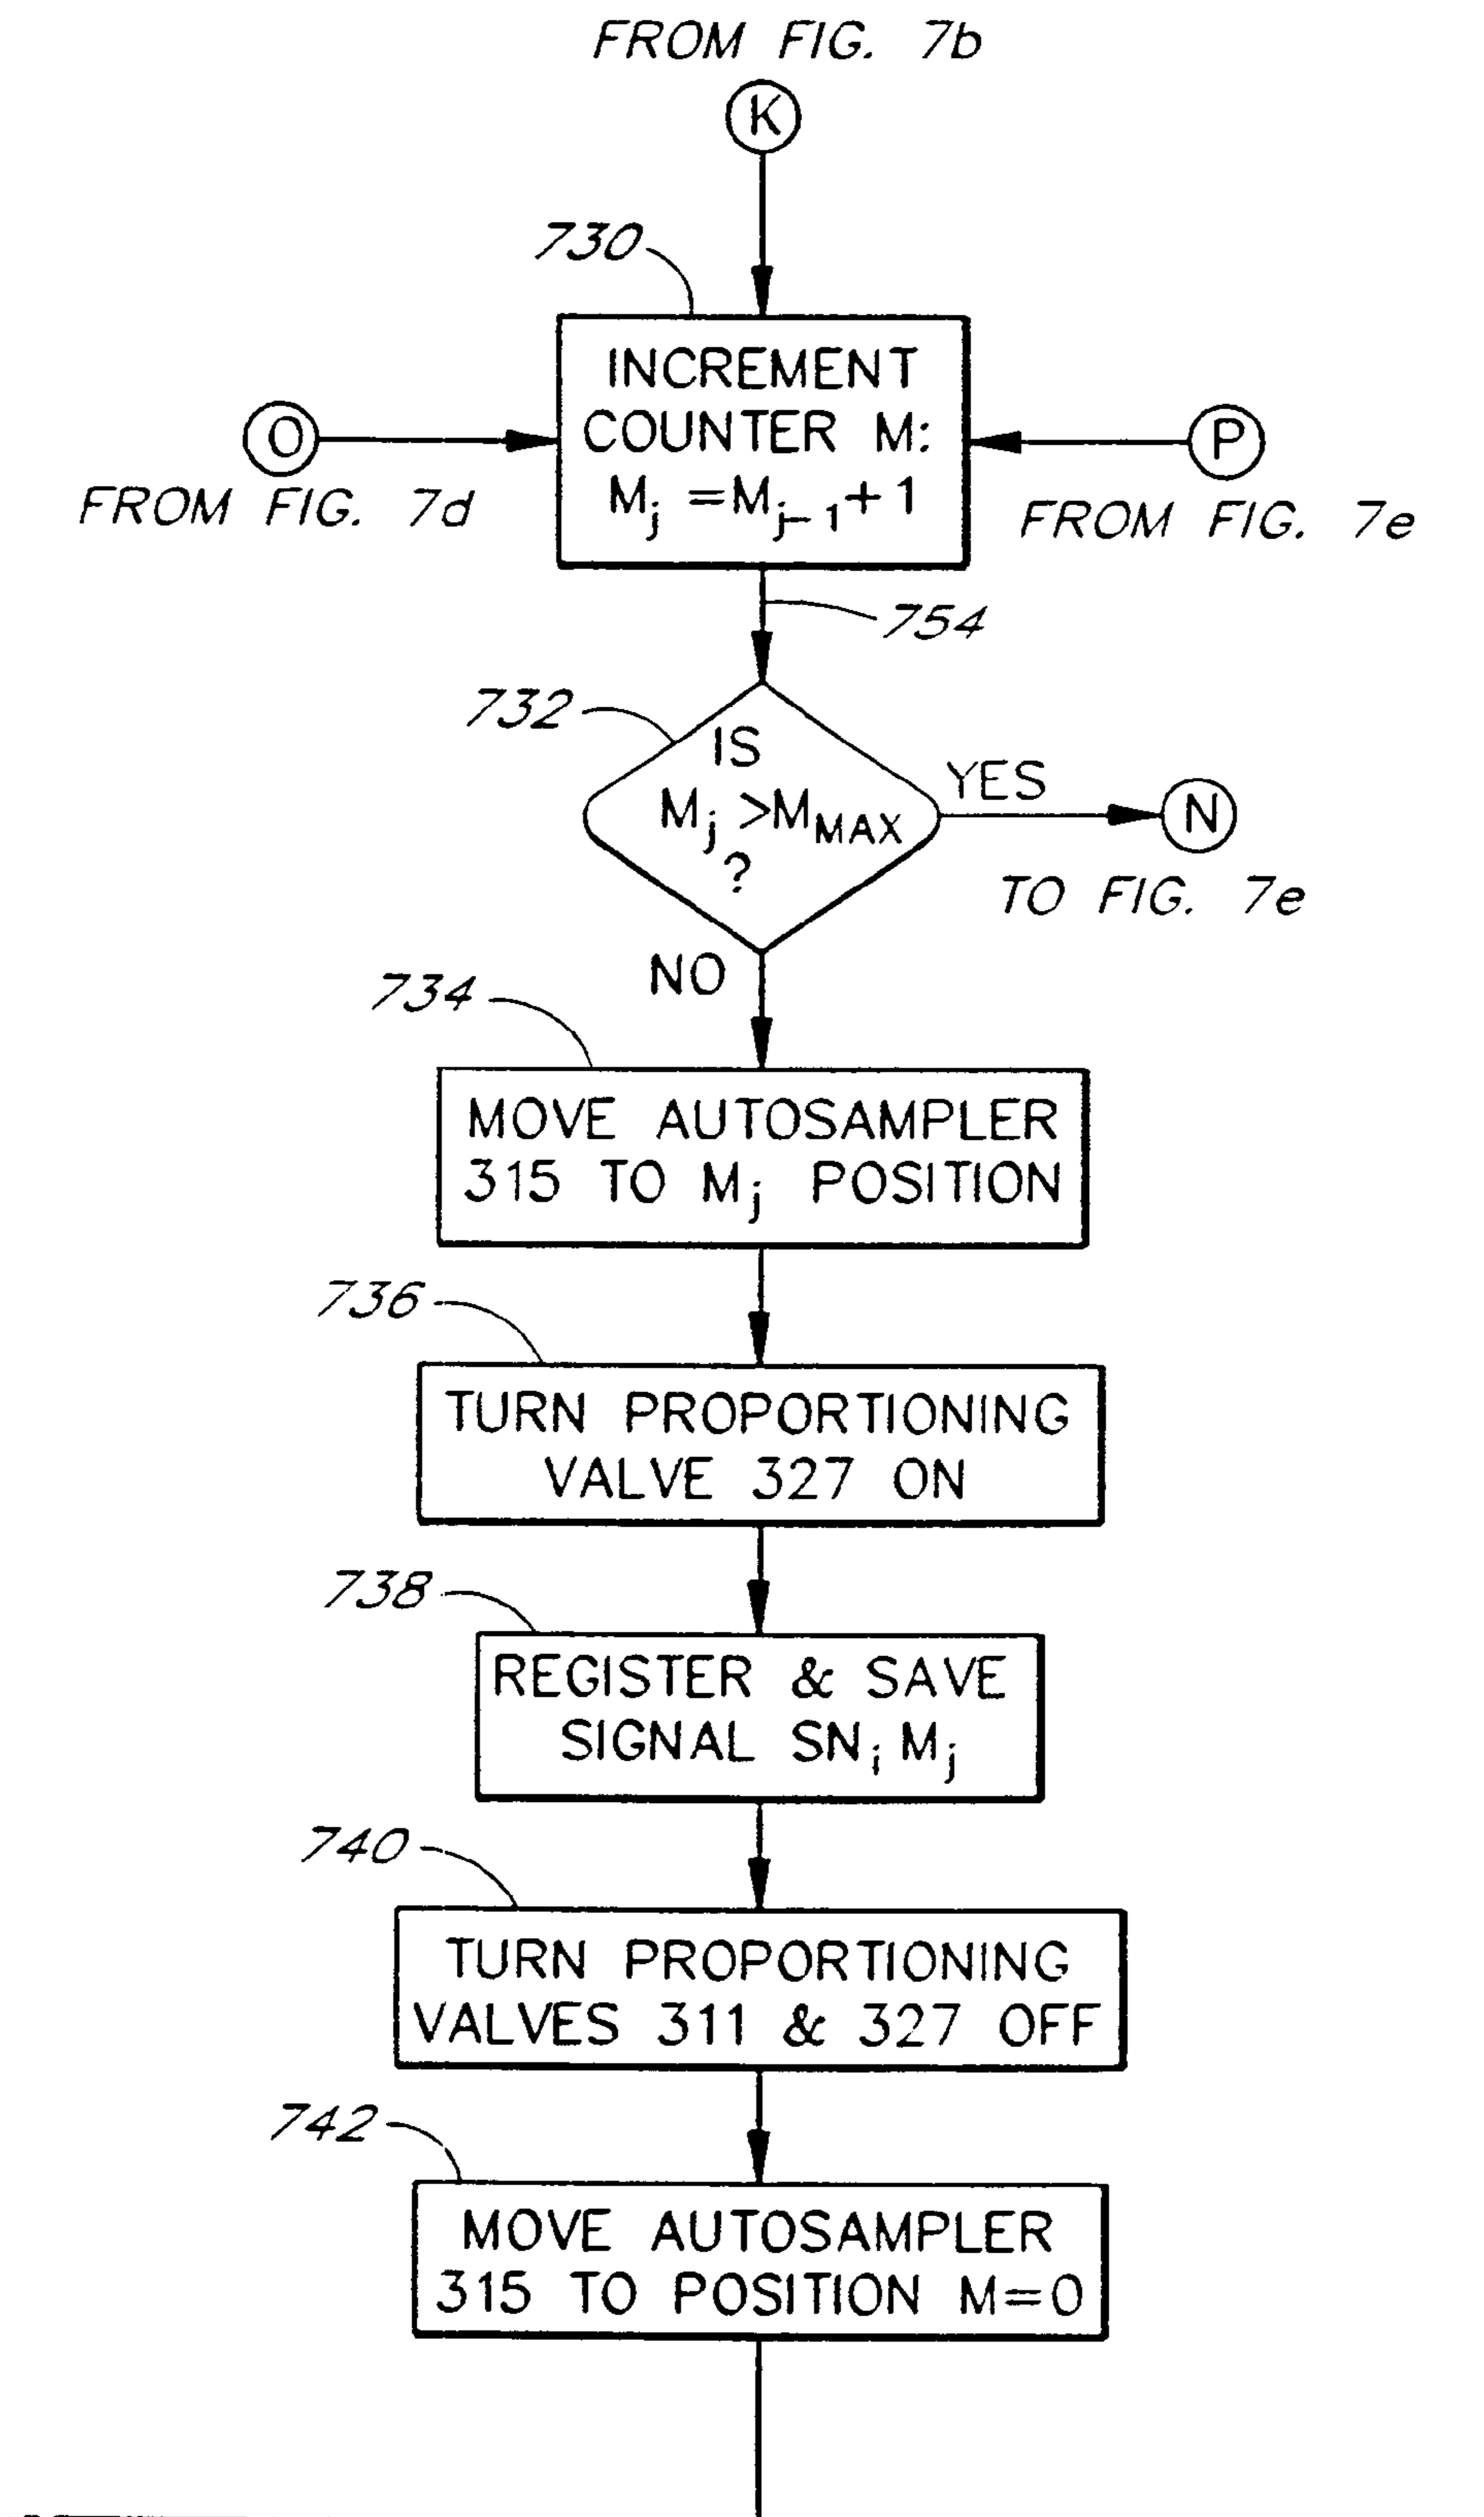 FROM FIG. 7b
K
730
INCREMENT
COUNTER M:
Mj =Mj-1+1
O
FROM FIG. 7d
P
FROM FIG. 7e
754
732
IS
Mj >MMAX
?
YES
N
TO FIG. 7e
NO
734
MOVE AUTOSAMPLER
315 TO Mj POSITION
736
TURN PROPORTIONING
VALVE 327 ON
738
REGISTER & SAVE
SIGNAL SNi Mj
740
TURN PROPORTIONING
VALVES 311 & 327 OFF
742
MOVE AUTOSAMPLER
315 TO POSITION M=0